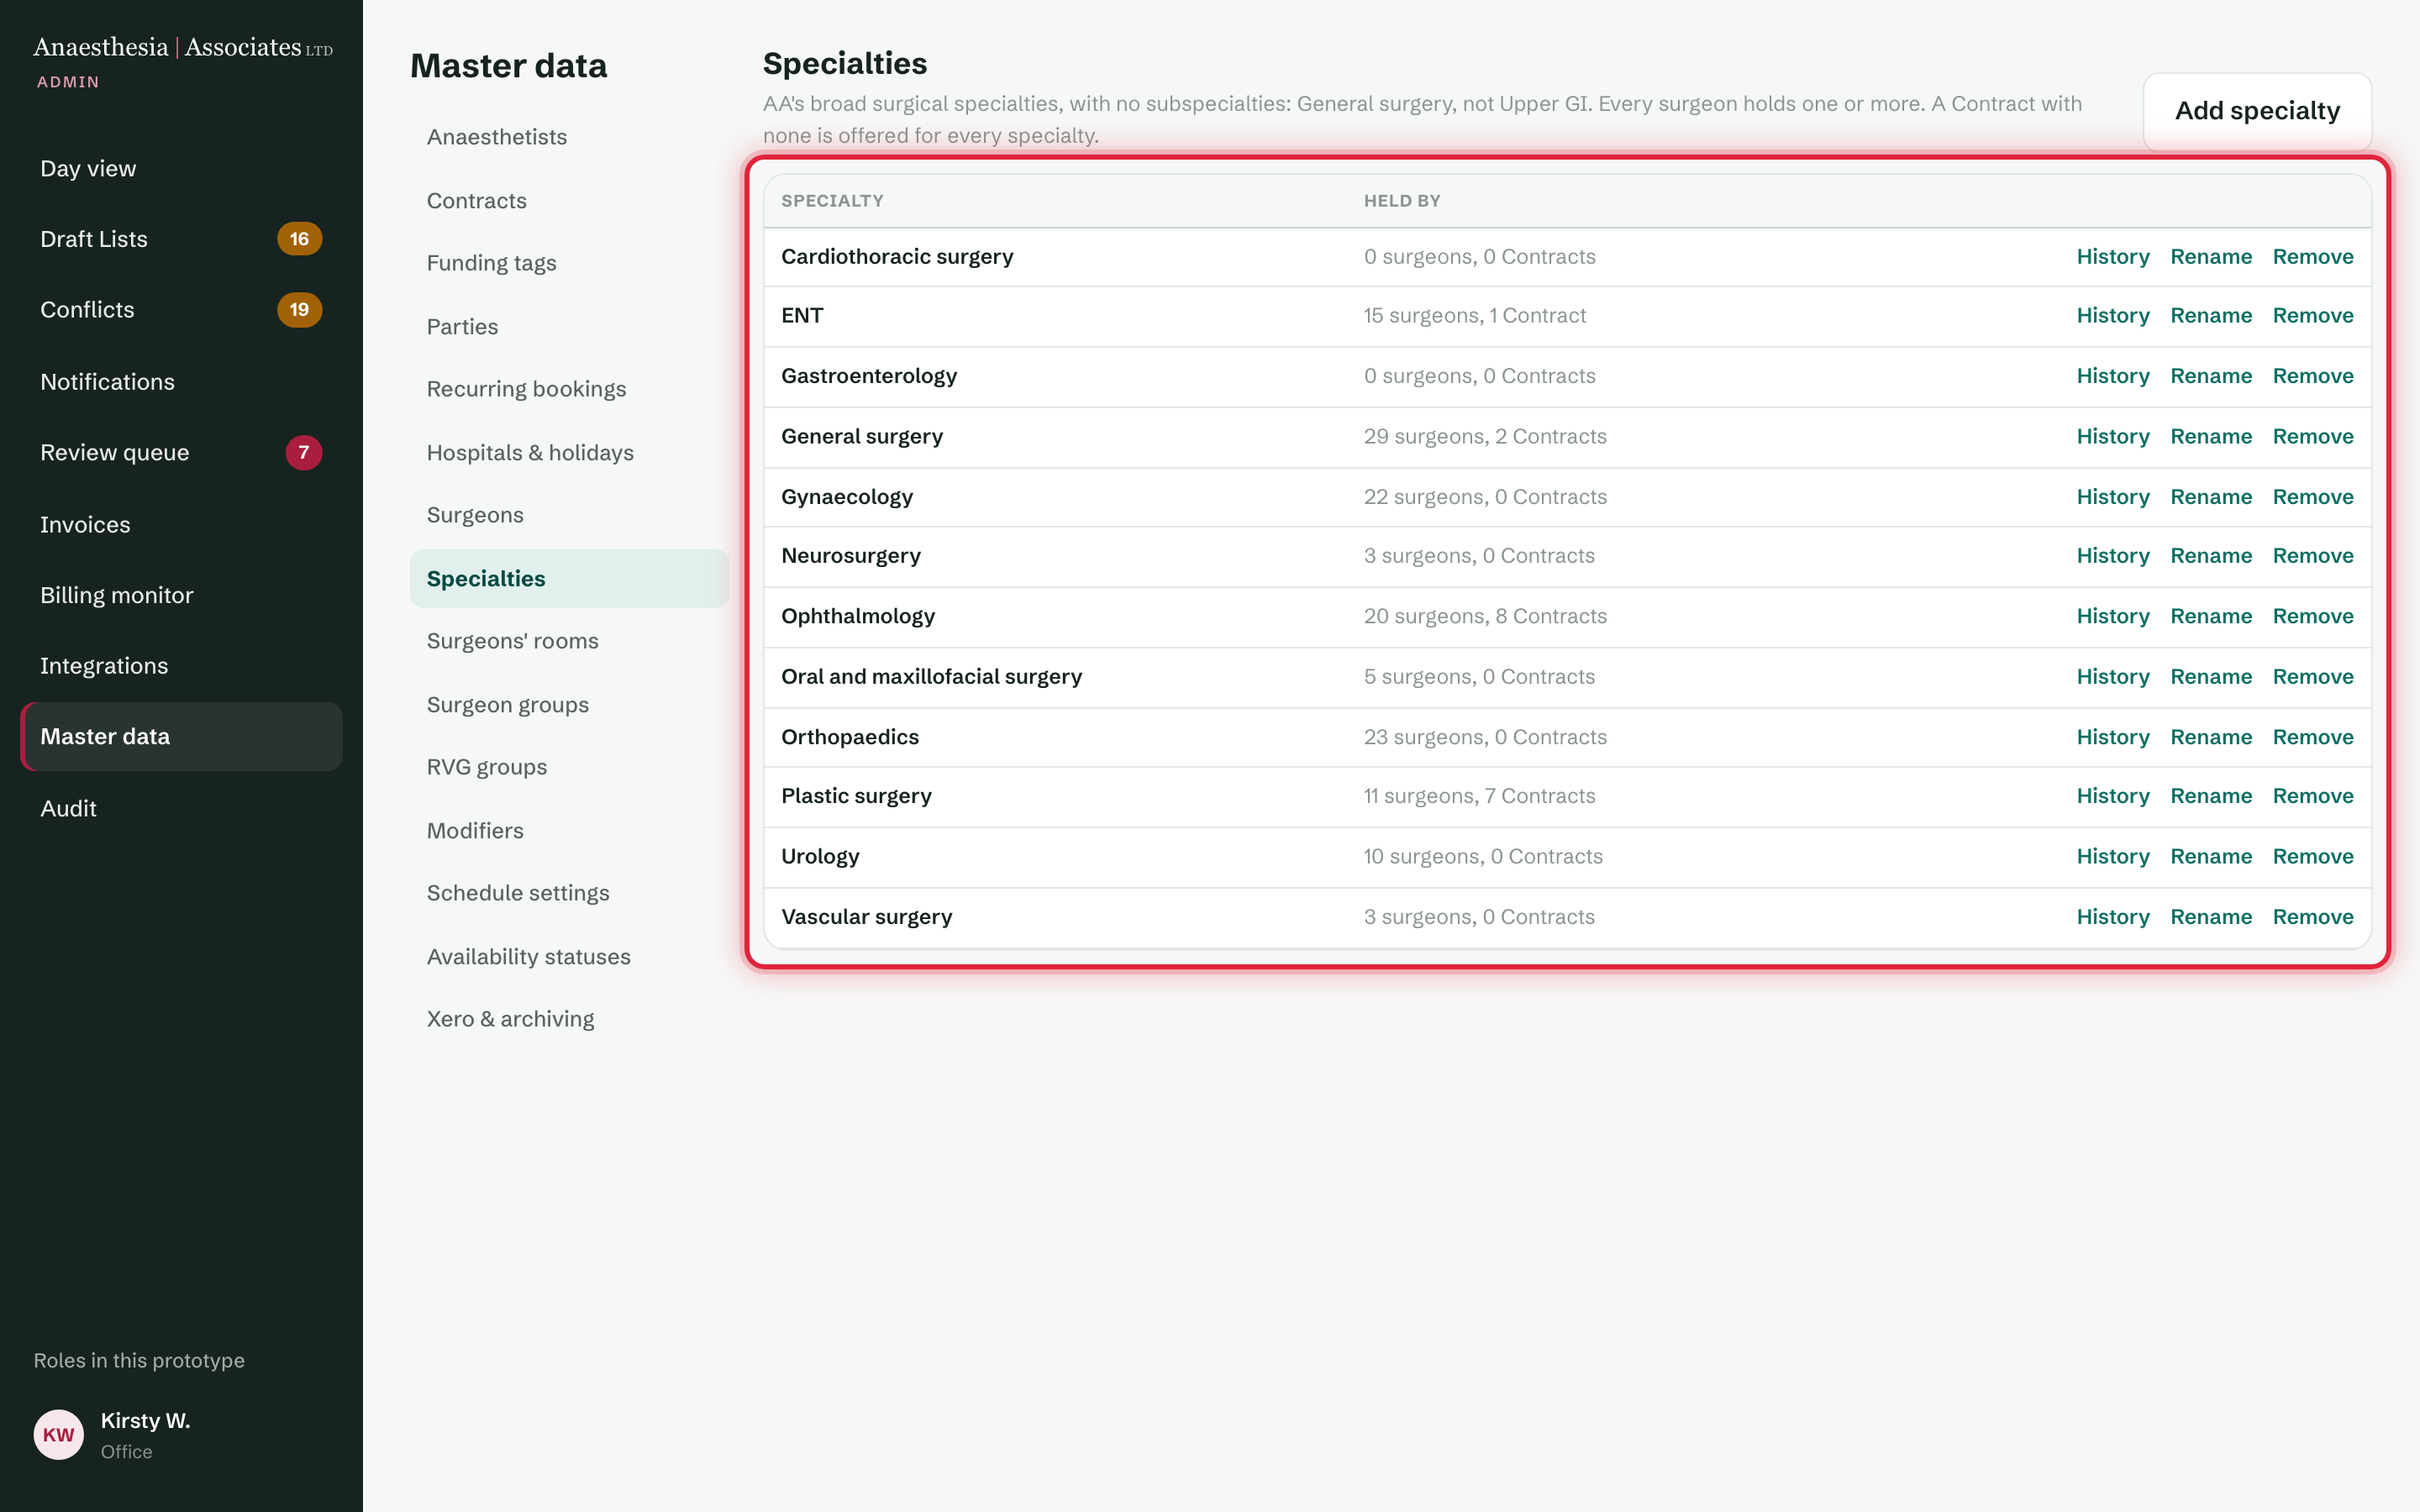 Anaesthesia | Associates LTD
ADMIN
Day view
Draft Lists 16
Conflicts 19
Notifications
Review queue 7
Invoices
Billing monitor
Integrations
Master data
Audit
Roles in this prototype
KW
Kirsty W.
Office
Master data
Anaesthetists
Contracts
Funding tags
Parties
Recurring bookings
Hospitals & holidays
Surgeons
Specialties
Surgeons' rooms
Surgeon groups
RVG groups
Modifiers
Schedule settings
Availability statuses
Xero & archiving
Specialties
AA's broad surgical specialties, with no subspecialties: General surgery, not Upper GI. Every surgeon holds one or more. A Contract with
none is offered for every specialty.
Add specialty
SPECIALTY HELD BY
Cardiothoracic surgery 0 surgeons, 0 Contracts History Rename Remove
ENT 15 surgeons, 1 Contract History Rename Remove
Gastroenterology 0 surgeons, 0 Contracts History Rename Remove
General surgery 29 surgeons, 2 Contracts History Rename Remove
Gynaecology 22 surgeons, 0 Contracts History Rename Remove
Neurosurgery 3 surgeons, 0 Contracts History Rename Remove
Ophthalmology 20 surgeons, 8 Contracts History Rename Remove
Oral and maxillofacial surgery 5 surgeons, 0 Contracts History Rename Remove
Orthopaedics 23 surgeons, 0 Contracts History Rename Remove
Plastic surgery 11 surgeons, 7 Contracts History Rename Remove
Urology 10 surgeons, 0 Contracts History Rename Remove
Vascular surgery 3 surgeons, 0 Contracts History Rename Remove